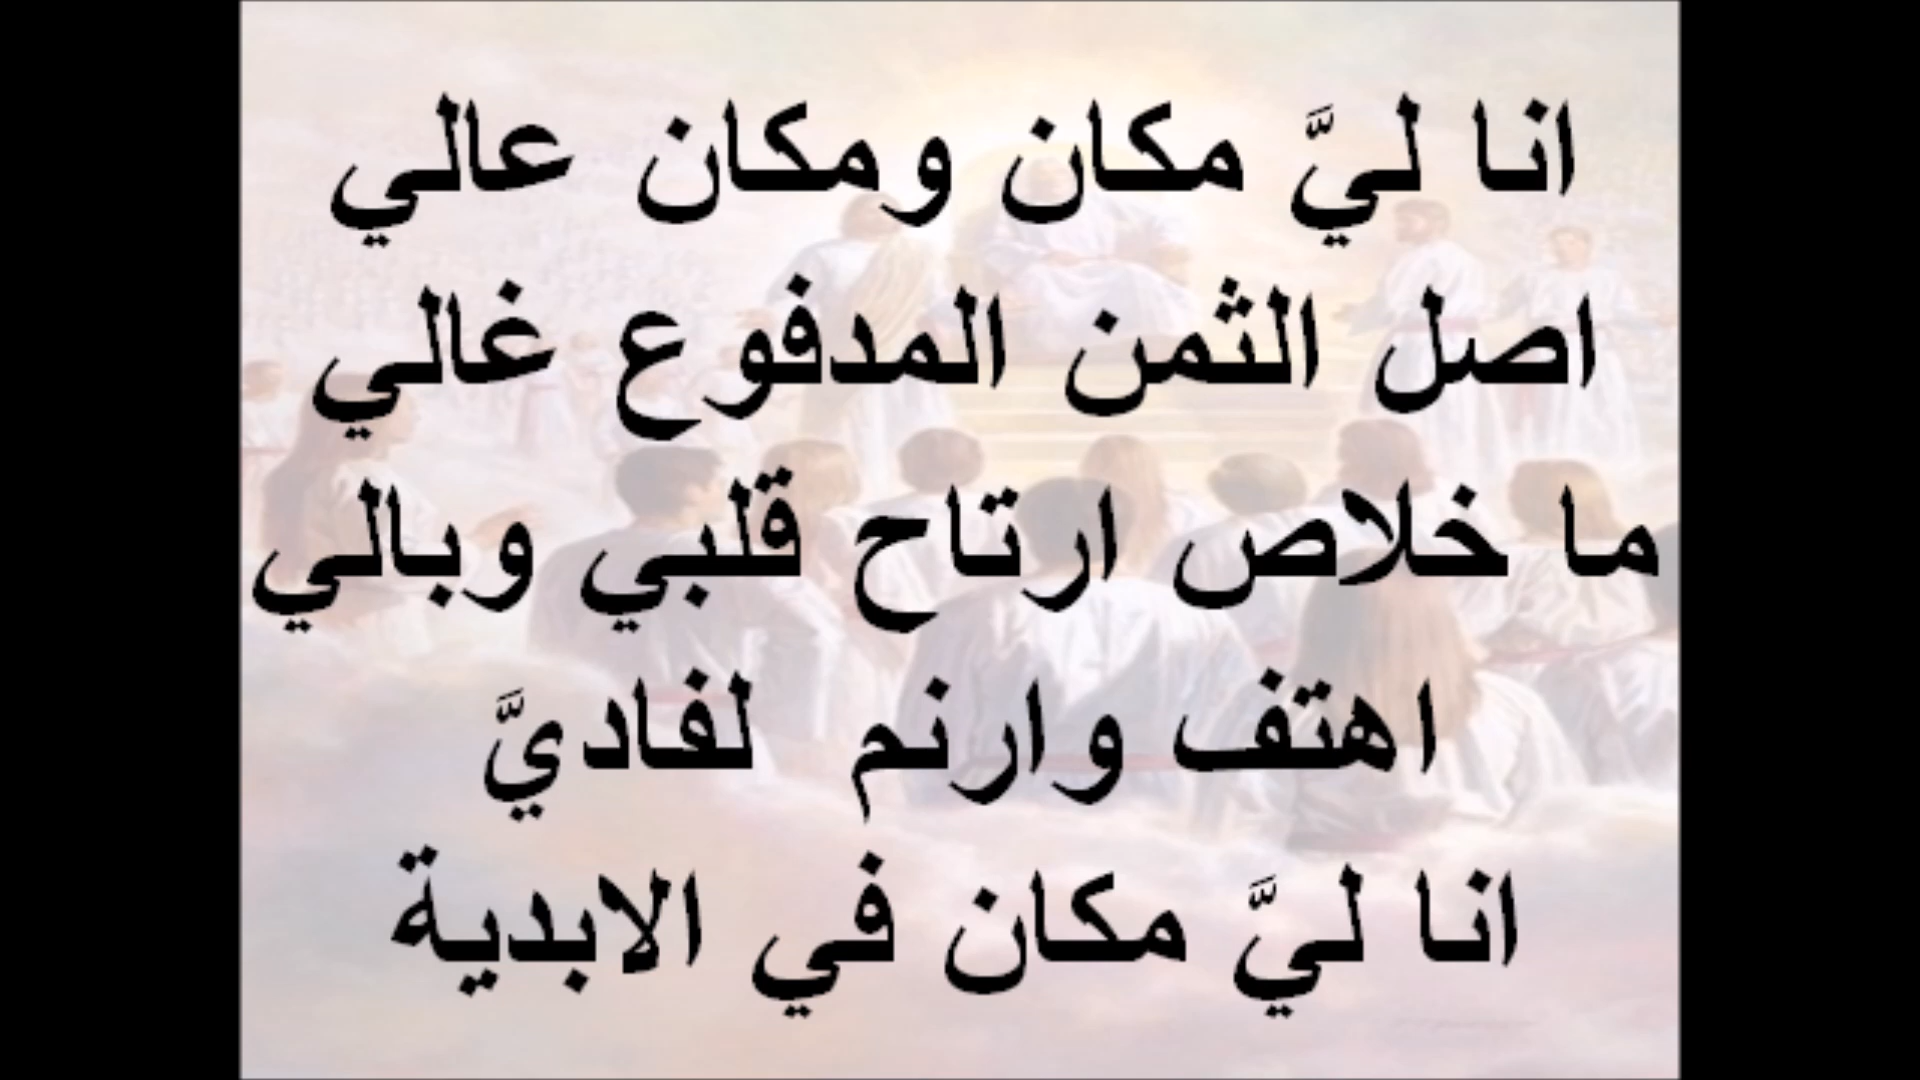 انا ليَّ مكان ومكان عالي
اصل الثمن المدفوع غالي
ما خلاص ارتاح قلبي وبالي
اهتف وارنم لفاديَّ
انا ليَّ مكان في الابدية